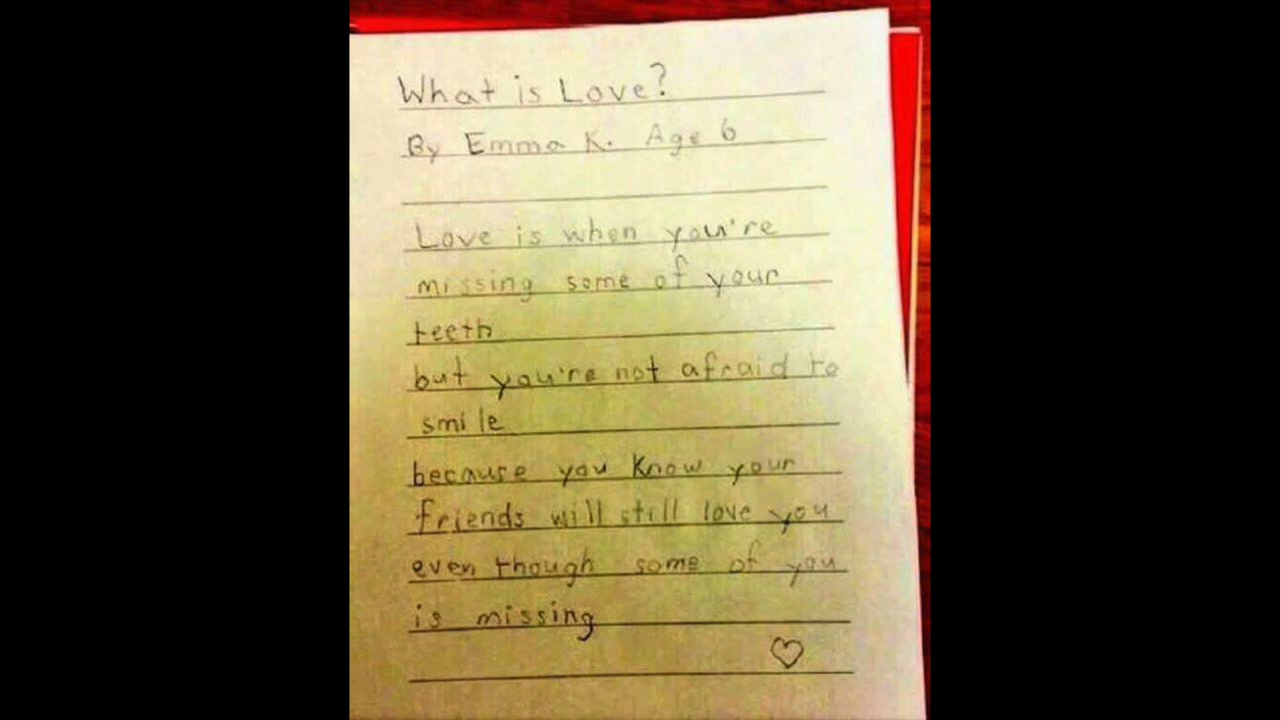 What is Love?
By Emma K. Age 6
Love is when you're
missing some of your
teeth
but you're not afraid to
smile
because you know your
friends will still love you
even though some of you
is missing